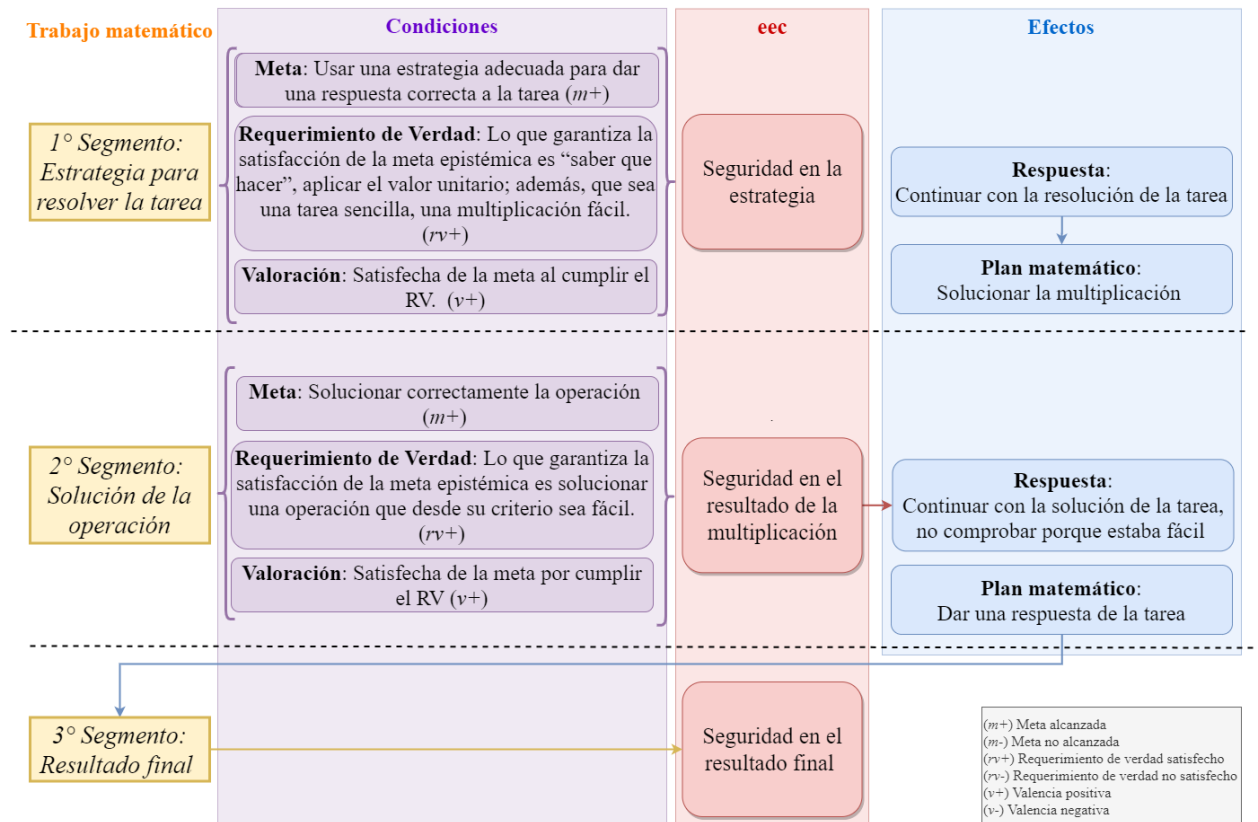 Trabajo matemático
Condiciones
eec
Efectos
1° Segmento:
Estrategia para
resolver la tarea
Meta: Usar una estrategia adecuada para dar
una respuesta correcta a la tarea (m+)
Requerimiento de Verdad: Lo que garantiza la
satisfacción de la meta epistémica es “saber que
hacer”, aplicar el valor unitario; además, que sea
una tarea sencilla, una multiplicación fácil.
(rv+)
Valoración: Satisfecha de la meta al cumplir el
RV. (v+)
Seguridad en la
estrategia
Respuesta:
Continuar con la resolución de la tarea
Plan matemático:
Solucionar la multiplicación
2° Segmento:
Solución de la
operación
Meta: Solucionar correctamente la operación
(m+)
Requerimiento de Verdad: Lo que garantiza la
satisfacción de la meta epistémica es solucionar
una operación que desde su criterio sea fácil.
(rv+)
Valoración: Satisfecha de la meta por cumplir
el RV (v+)
Seguridad en el
resultado de la
multiplicación
Respuesta:
Continuar con la solución de la tarea,
no comprobar porque estaba fácil
Plan matemático:
Dar una respuesta de la tarea
3° Segmento:
Resultado final
Seguridad en el
resultado final
(m+) Meta alcanzada
(m-) Meta no alcanzada
(rv+) Requerimiento de verdad satisfecho
(rv-) Requerimiento de verdad no satisfecho
(v+) Valencia positiva
(v-) Valencia negativa